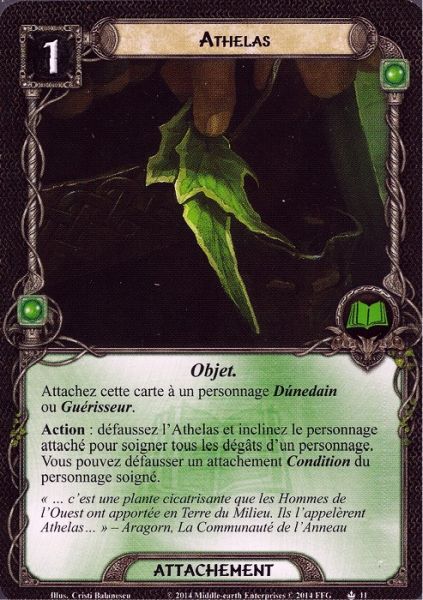 1
ATHELAS
Objet.
Attachez cette carte à un personnage Dúnedain
ou Guérisseur.
Action : défaussez l'Athelas et inclinez le personnage
attaché pour soigner tous les dégâts d'un personnage.
Vous pouvez défausser un attachement Condition du
personnage soigné.
« ... c'est une plante cicatrisante que les Hommes de
l'Ouest ont apportée en Terre du Milieu. Ils l'appelèrent
Athelas... » – Aragorn, La Communauté de l'Anneau
ATTACHEMENT
Illus. Cristi Balanescu © 2014 Middle-earth Enterprises © 2014 FFG 11